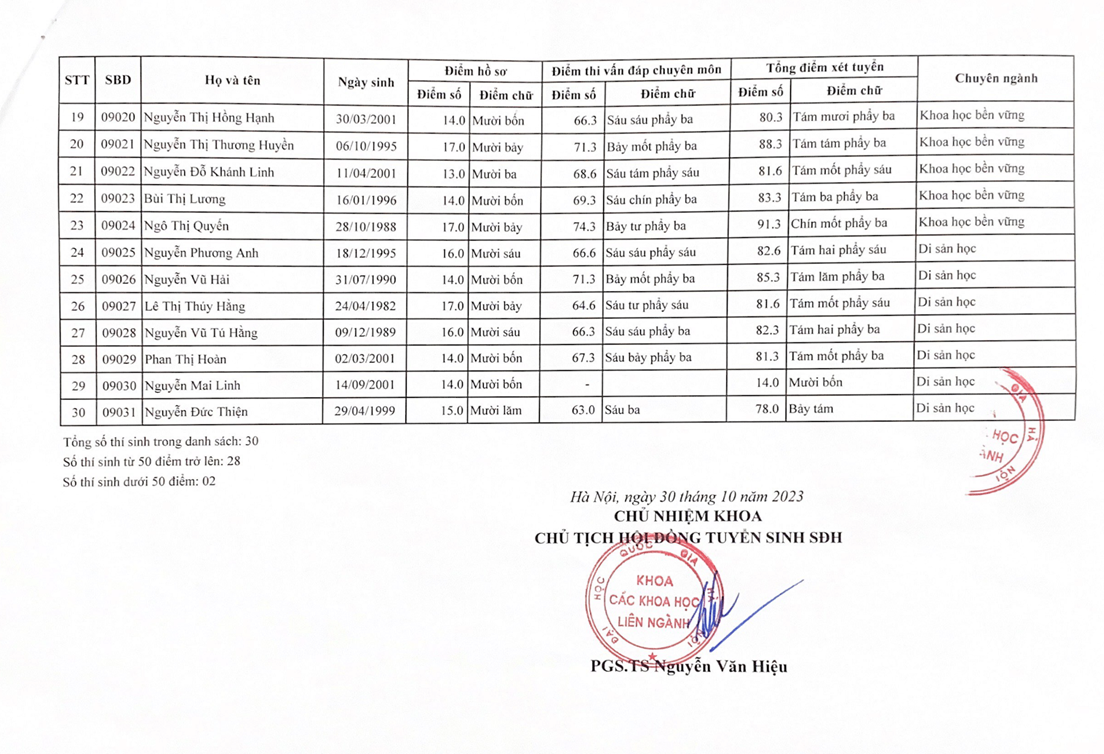 STT SBD Họ và tên Ngày sinh Điểm hồ sơ Điểm thi vấn đáp chuyên môn Tổng điểm xét tuyển Chuyên ngành
Điểm số Điểm chữ Điểm số Điểm chữ Điểm số Điểm chữ
19 09020 Nguyễn Thị Hồng Hạnh 30/03/2001 14.0 Mười bốn 66.3 Sáu sáu phẩy ba 80.3 Tám mươi phẩy ba Khoa học bền vững
20 09021 Nguyễn Thị Thương Huyền 06/10/1995 17.0 Mười bảy 71.3 Bảy mốt phẩy ba 88.3 Tám tám phẩy ba Khoa học bền vững
21 09022 Nguyễn Đỗ Khánh Linh 11/04/2001 13.0 Mười ba 68.6 Sáu tám phẩy sáu 81.6 Tám mốt phẩy sáu Khoa học bền vững
22 09023 Bùi Thị Lương 16/01/1996 14.0 Mười bốn 69.3 Sáu chín phẩy ba 83.3 Tám ba phẩy ba Khoa học bền vững
23 09024 Ngô Thị Quyến 28/10/1988 17.0 Mười bảy 74.3 Bảy tư phẩy ba 91.3 Chín mốt phẩy ba Khoa học bền vững
24 09025 Nguyễn Phương Anh 18/12/1995 16.0 Mười sáu 66.6 Sáu sáu phẩy sáu 82.6 Tám hai phẩy sáu Di sản học
25 09026 Nguyễn Vũ Hải 31/07/1990 14.0 Mười bốn 71.3 Bảy mốt phẩy ba 85.3 Tám lăm phẩy ba Di sản học
26 09027 Lê Thị Thúy Hằng 24/04/1982 17.0 Mười bảy 64.6 Sáu tư phẩy sáu 81.6 Tám mốt phẩy sáu Di sản học
27 09028 Nguyễn Vũ Tú Hằng 09/12/1989 16.0 Mười sáu 66.3 Sáu sáu phẩy ba 82.3 Tám hai phẩy ba Di sản học
28 09029 Phan Thị Hoàn 02/03/2001 14.0 Mười bốn 67.3 Sáu bảy phẩy ba 81.3 Tám mốt phẩy ba Di sản học
29 09030 Nguyễn Mai Linh 14/09/2001 14.0 Mười bốn - 14.0 Mười bốn Di sản học
30 09031 Nguyễn Đức Thiện 29/04/1999 15.0 Mười lăm 63.0 Sáu ba 78.0 Bảy tám Di sản học
Tổng số thí sinh trong danh sách: 30
Số thí sinh từ 50 điểm trở lên: 28
Số thí sinh dưới 50 điểm: 02
GIA HÀ NỘI
HỌC
ÀNH
Hà Nội, ngày 30 tháng 10 năm 2023
CHỦ NHIỆM KHOA
CHỦ TỊCH HỘI ĐỒNG TUYỂN SINH SĐH
ĐẠI HỌC QUỐC GIA HÀ NỘI
KHOA
CÁC KHOA HỌC
LIÊN NGÀNH
PGS.TS Nguyễn Văn Hiệu